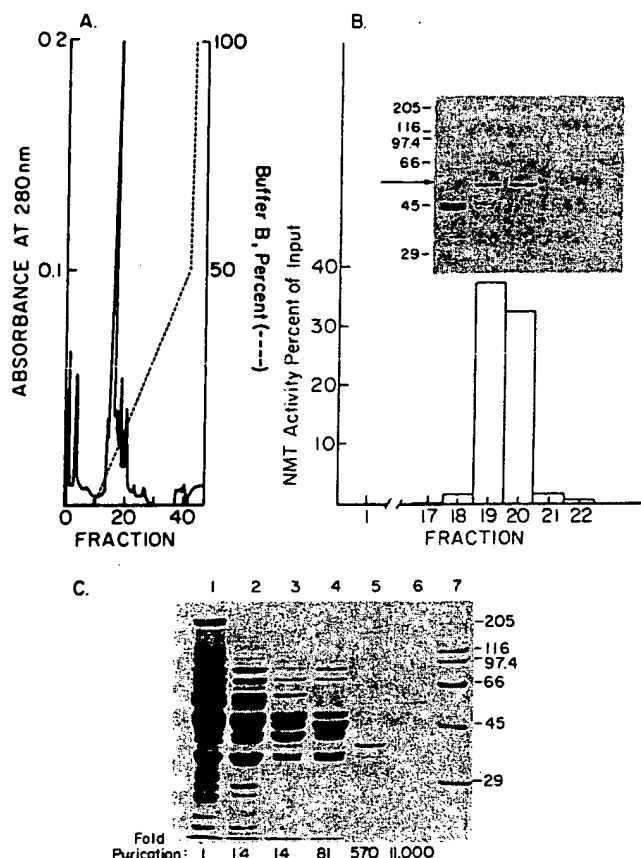 A.
0.2
0.1
0
ABSORBANCE AT 280nm
100
50
Buffer B, Percent (----)
0 20 40
FRACTION
B.
205-
116-
97.4-
66-
45-
29-
40
30
20
10
NMT Activity Percent of Input
1 17 18 19 20 21 22
FRACTION
C. 1 2 3 4 5 6 7
-205
-116
-97.4
-66
-45
-29
Fold
Purication: 1 1.4 14 81 570 11,000